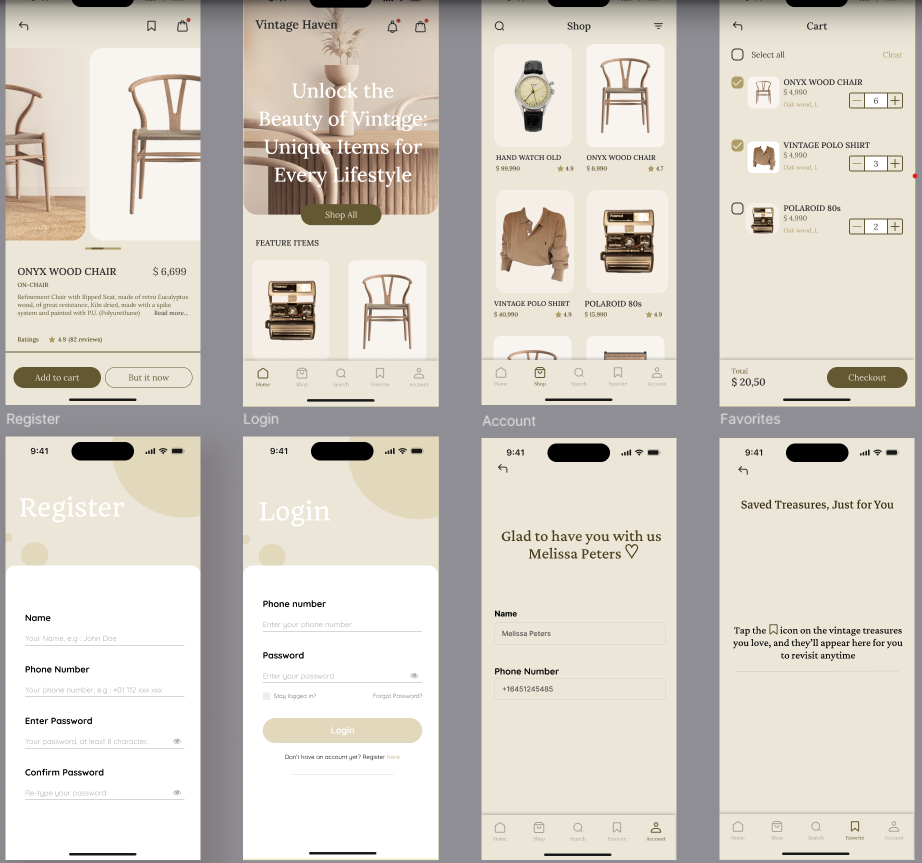 ONYX WOOD CHAIR
$ 6,699
ON-CHAIR
Refinement Chair with Ripped Seat, made of retro Eucalyptus
wood, of great resistance, Kiln dried, made with a spike
system and painted with P.U. (Polyurethane)
Read more...
Ratings
4.9 (82 reviews)
Add to cart
But it now
Vintage Haven
Unlock the
Beauty of Vintage:
Unique Items for
Every Lifestyle
Shop All
FEATURE ITEMS
Home
Shop
Search
Favorite
Account
Shop
HAND WATCH OLD
$ 99,990
4.9
ONYX WOOD CHAIR
$ 6,990
4.7
VINTAGE POLO SHIRT
$ 40,990
4.9
POLAROID 80s
$ 15,990
4.9
Home
Shop
Search
Favorite
Account
Cart
Select all
Clear
ONYX WOOD CHAIR
$ 4,990
Oak wood, L
6
VINTAGE POLO SHIRT
$ 4,990
Oak wood, L
3
POLAROID 80s
$ 4,990
Oak wood, L
2
Total
$ 20,50
Checkout
Register
9:41
Register
Name
Your Name, e.g : John Doe
Phone Number
Your phone number, e.g : +01 112 xxx xxx
Enter Password
Your password, at least 8 character.
Confirm Password
Re-type your password
Login
9:41
Login
Phone number
Enter your phone number
Password
Enter your password
Stay logged in?
Forgot Password?
Login
Don't have an account yet? Register here
Account
9:41
Glad to have you with us
Melissa Peters
Name
Melissa Peters
Phone Number
+16451245485
Home
Shop
Search
Favorite
Account
Favorites
9:41
Saved Treasures, Just for You
Tap the icon on the vintage treasures
you love, and they'll appear here for you
to revisit anytime
Home
Shop
Search
Favorite
Account